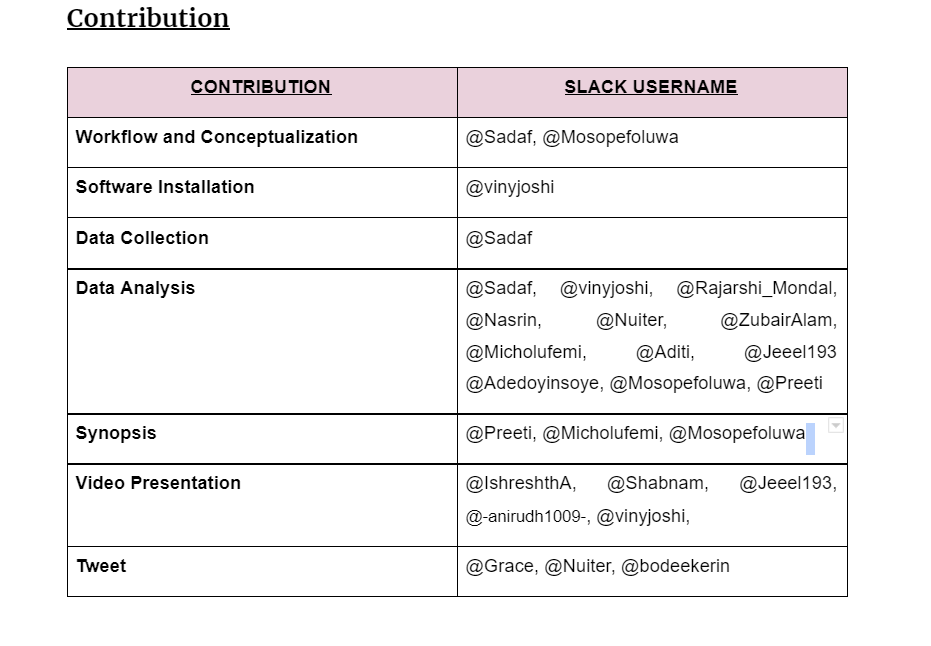 Contribution
CONTRIBUTION SLACK USERNAME
Workflow and Conceptualization @Sadaf, @Mosopefoluwa
Software Installation @vinyjoshi
Data Collection @Sadaf
Data Analysis @Sadaf, @vinyjoshi, @Rajarshi_Mondal,
@Nasrin, @Nuiter, @ZubairAlam,
@Micholufemi, @Aditi, @Jeeel193
@Adedoyinsoye, @Mosopefoluwa, @Preeti
Synopsis @Preeti, @Micholufemi, @Mosopefoluwa
Video Presentation @IshreshthA, @Shabnam, @Jeeel193,
@-anirudh1009-, @vinyjoshi,
Tweet @Grace, @Nuiter, @bodeekerin